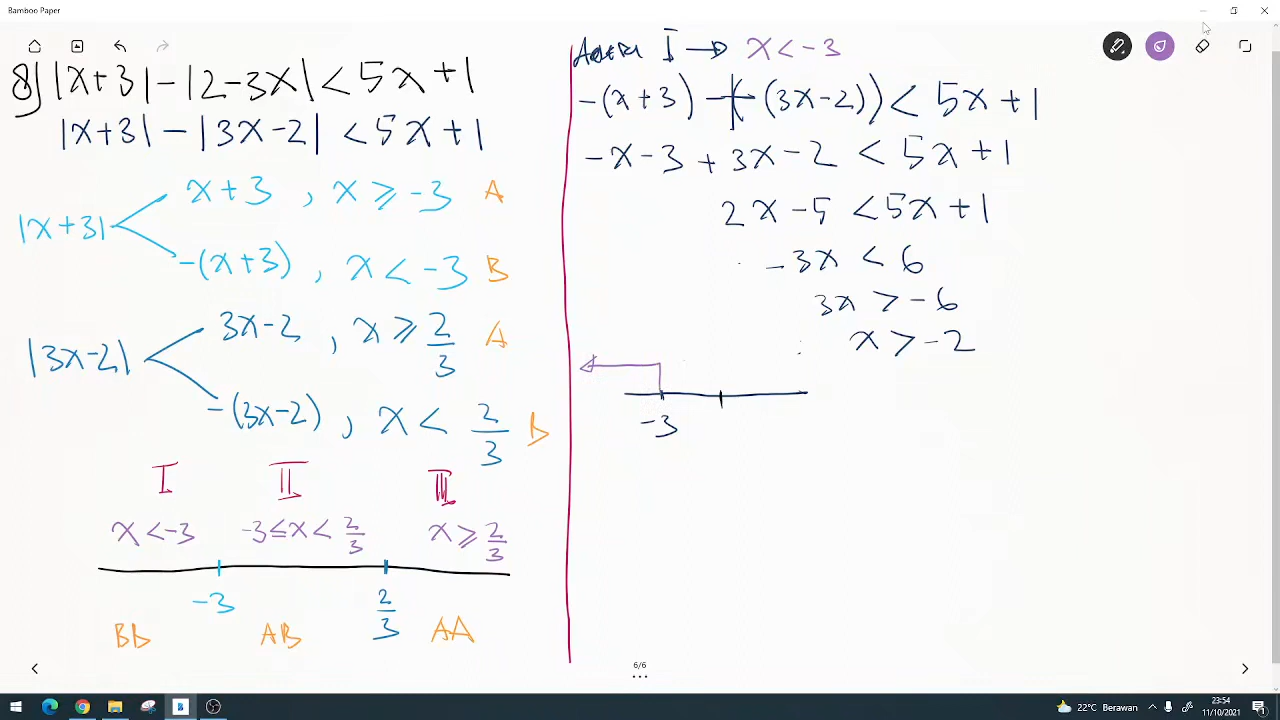 Bamboo Paper
8) |x+3| - |2-3x| < 5x+1
|x+3| - |3x-2| < 5x+1
|x+3|
x+3 , x ⩾ -3 A
-(x+3) , x < -3 B
|3x-2|
3x-2 , x ⩾ 2/3 A
-(3x-2) , x < 2/3 B
I II III
x < -3 -3 ≤ x < 2/3 x ⩾ 2/3
-3 2/3
BB AB AA
I → x < -3
-(x+3) -(-(3x-2)) < 5x+1
-x-3 + 3x-2 < 5x+1
2x-5 < 5x+1
-3x < 6
3x > -6
x > -2
-3
6/6
22°C Berawan
23:54
11/10/2021